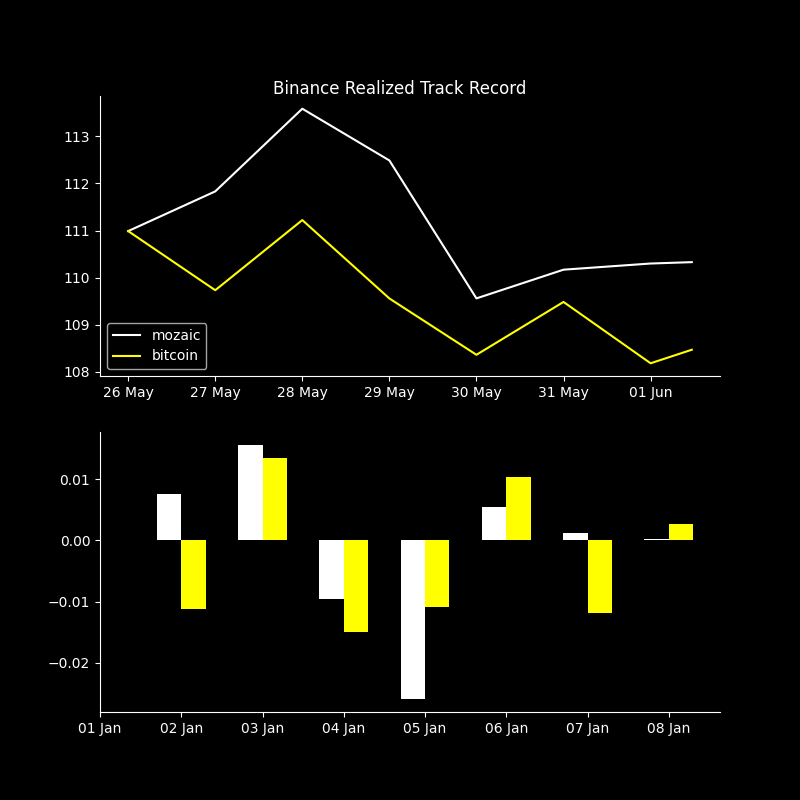 Binance Realized Track Record
113
112
111
110
109
108
mozaic
bitcoin
26 May 27 May 28 May 29 May 30 May 31 May 01 Jun
0.01
0.00
−0.01
−0.02
01 Jan 02 Jan 03 Jan 04 Jan 05 Jan 06 Jan 07 Jan 08 Jan